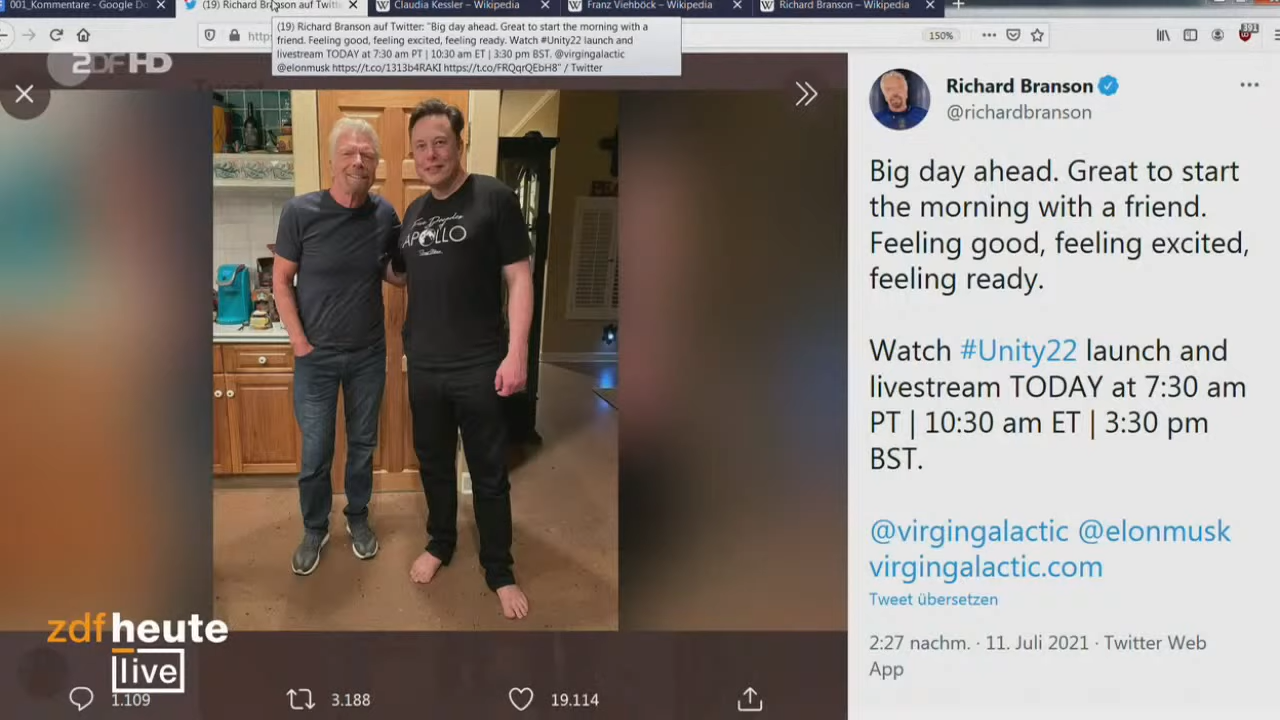 001_Kommentare - Google Do
(19) Richard Branson auf Twitt
Claudia Kessler – Wikipedia
Franz Viehböck – Wikipedia
Richard Branson – Wikipedia
(19) Richard Branson auf Twitter: "Big day ahead. Great to start the morning with a
friend. Feeling good, feeling excited, feeling ready. Watch #Unity22 launch and
livestream TODAY at 7:30 am PT | 10:30 am ET | 3:30 pm BST. @virgingalactic
@elonmusk https://t.co/1313b4RAKI https://t.co/FRQqrQEbH8" / Twitter
http
150%
391
ZDF HD
Richard Branson
@richardbranson
Big day ahead. Great to start
the morning with a friend.
Feeling good, feeling excited,
feeling ready.
Watch #Unity22 launch and
livestream TODAY at 7:30 am
PT | 10:30 am ET | 3:30 pm
BST.
@virgingalactic @elonmusk
virgingalactic.com
Tweet übersetzen
2:27 nachm. · 11. Juli 2021 · Twitter Web
App
APOLLO
zdfheute
live
1.109
3.188
19.114